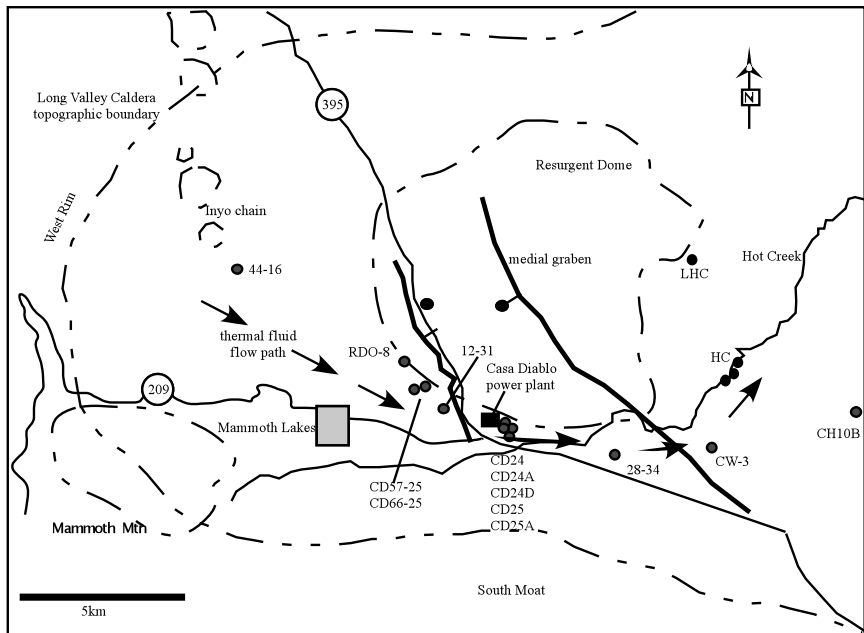 395
N
Long Valley Caldera
topographic boundary
Resurgent Dome
West Rim
Inyo chain
medial graben
Hot Creek
44-16
LHC
thermal fluid
flow path
RDO-8
12-31
HC
Casa Diablo
power plant
209
Mammoth Lakes
CH10B
CD57-25
CD66-25
CD24
CD24A
CD24D
CD25
CD25A
28-34
CW-3
Mammoth Mtn
South Moat
5km